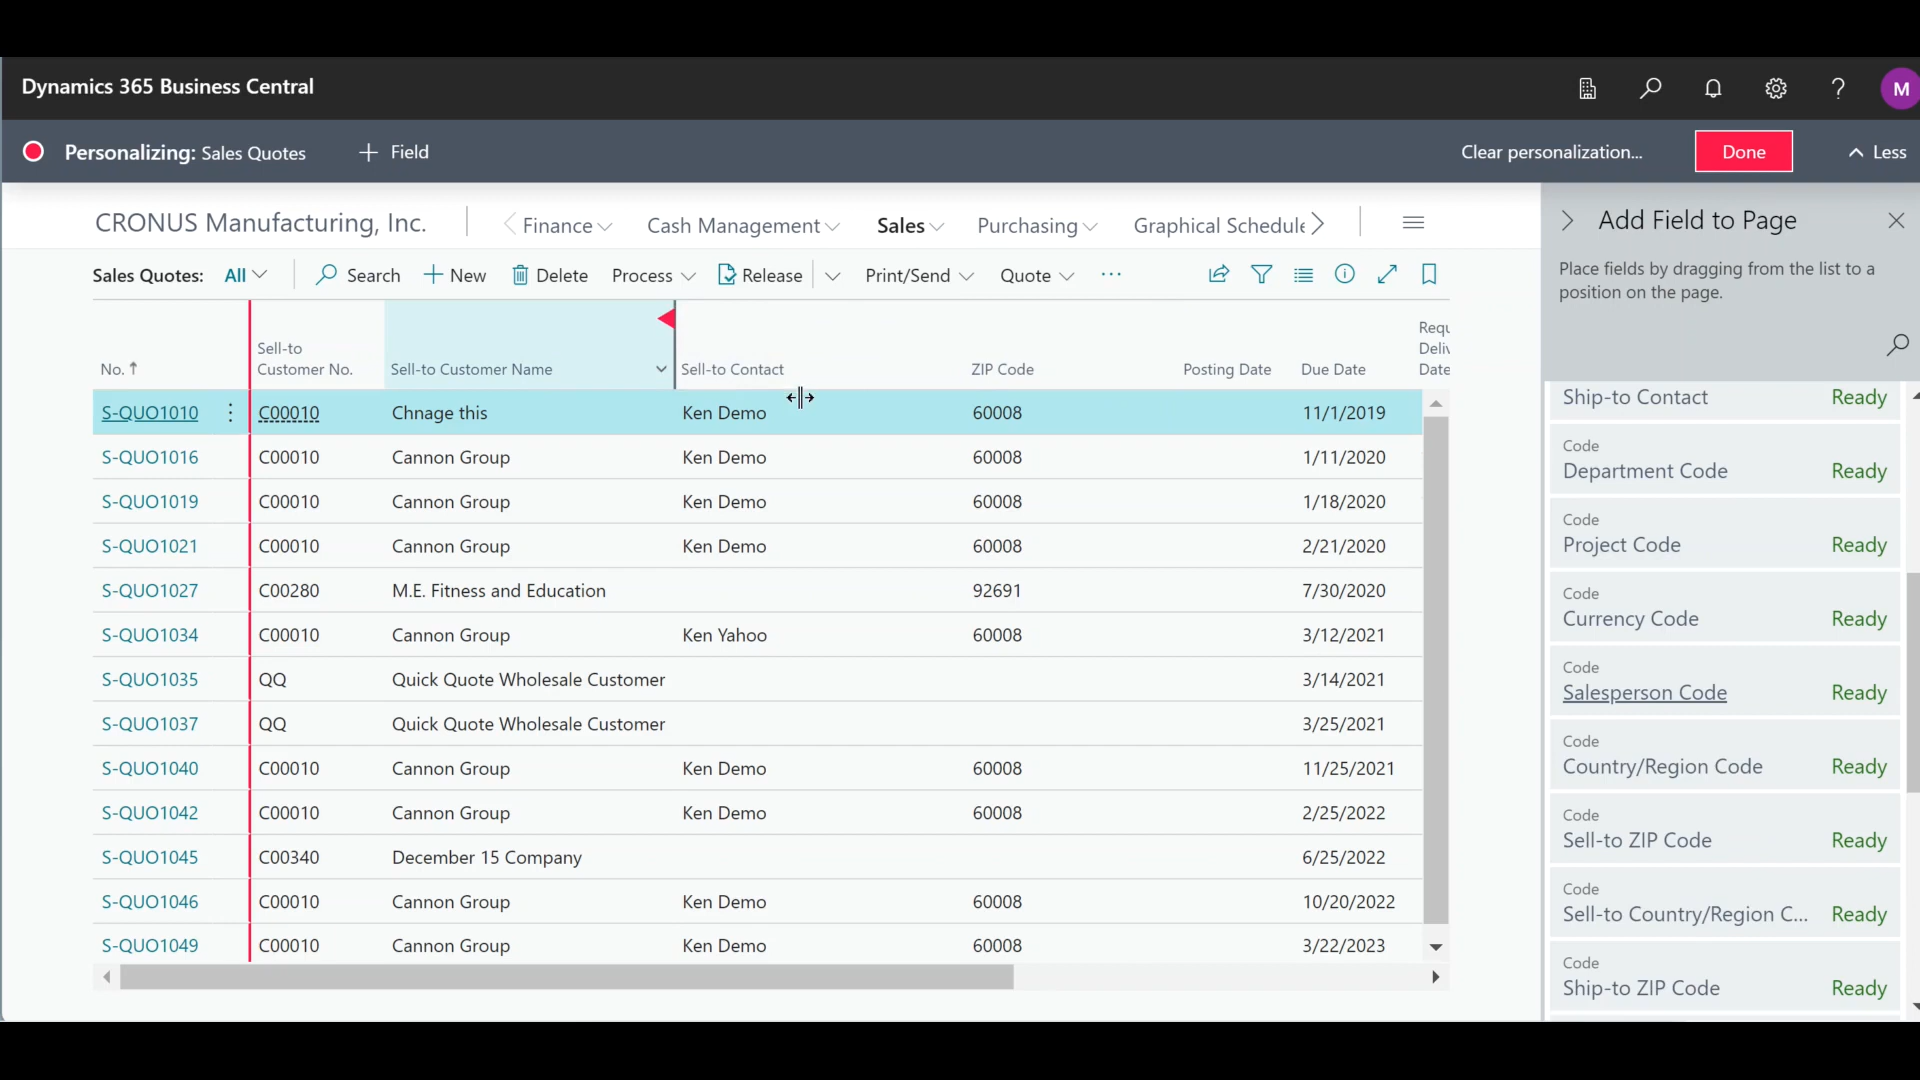 Dynamics 365 Business Central
M
Personalizing: Sales Quotes
+ Field
Clear personalization...
Done
Less
CRONUS Manufacturing, Inc.
Finance
Cash Management
Sales
Purchasing
Graphical Schedule
Sales Quotes: All
Search
New
Delete
Process
Release
Print/Send
Quote
...
No. ↑
Sell-to
Customer No.
Sell-to Customer Name
Sell-to Contact
ZIP Code
Posting Date
Due Date
Requ
Deliv
Date
S-QUO1010 C00010 Chnage this Ken Demo 60008 11/1/2019
S-QUO1016 C00010 Cannon Group Ken Demo 60008 1/11/2020
S-QUO1019 C00010 Cannon Group Ken Demo 60008 1/18/2020
S-QUO1021 C00010 Cannon Group Ken Demo 60008 2/21/2020
S-QUO1027 C00280 M.E. Fitness and Education 92691 7/30/2020
S-QUO1034 C00010 Cannon Group Ken Yahoo 60008 3/12/2021
S-QUO1035 QQ Quick Quote Wholesale Customer 3/14/2021
S-QUO1037 QQ Quick Quote Wholesale Customer 3/25/2021
S-QUO1040 C00010 Cannon Group Ken Demo 60008 11/25/2021
S-QUO1042 C00010 Cannon Group Ken Demo 60008 2/25/2022
S-QUO1045 C00340 December 15 Company 6/25/2022
S-QUO1046 C00010 Cannon Group Ken Demo 60008 10/20/2022
S-QUO1049 C00010 Cannon Group Ken Demo 60008 3/22/2023
Add Field to Page
Place fields by dragging from the list to a
position on the page.
Ship-to Contact Ready
Code
Department Code Ready
Code
Project Code Ready
Code
Currency Code Ready
Code
Salesperson Code Ready
Code
Country/Region Code Ready
Code
Sell-to ZIP Code Ready
Code
Sell-to Country/Region C... Ready
Code
Ship-to ZIP Code Ready